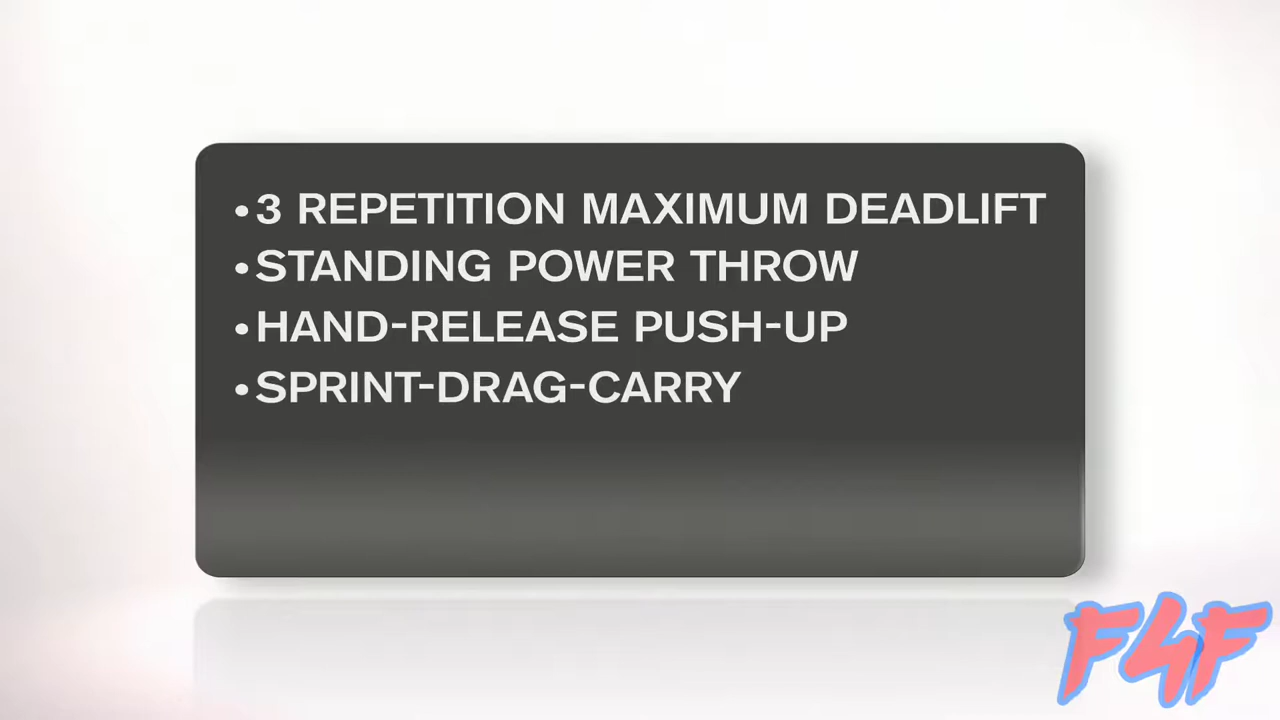 •3 REPETITION MAXIMUM DEADLIFT
•STANDING POWER THROW
•HAND-RELEASE PUSH-UP
•SPRINT-DRAG-CARRY
F4F